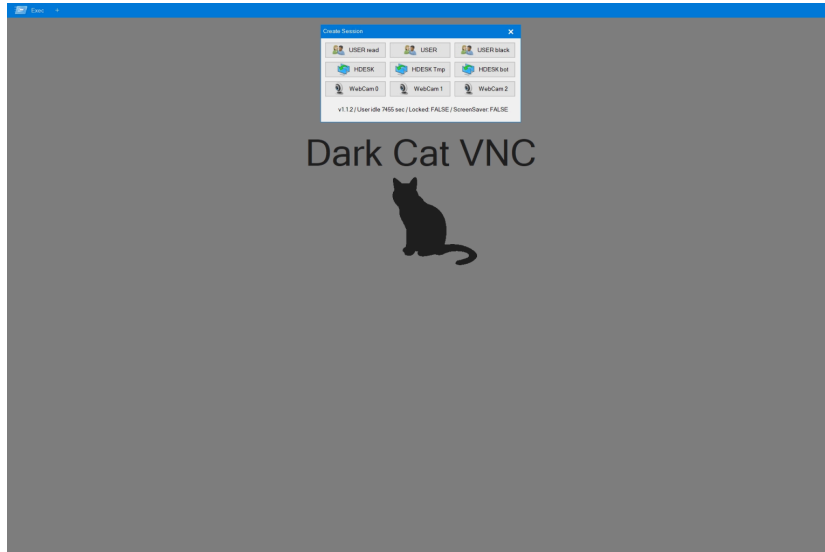 Exec +
Create Session
USER read USER USER black
HDESK HDESK Tmp HDESK bot
WebCam 0 WebCam 1 WebCam 2
v1.1.2 / User idle 7455 sec / Locked: FALSE / ScreenSaver: FALSE
Dark Cat VNC